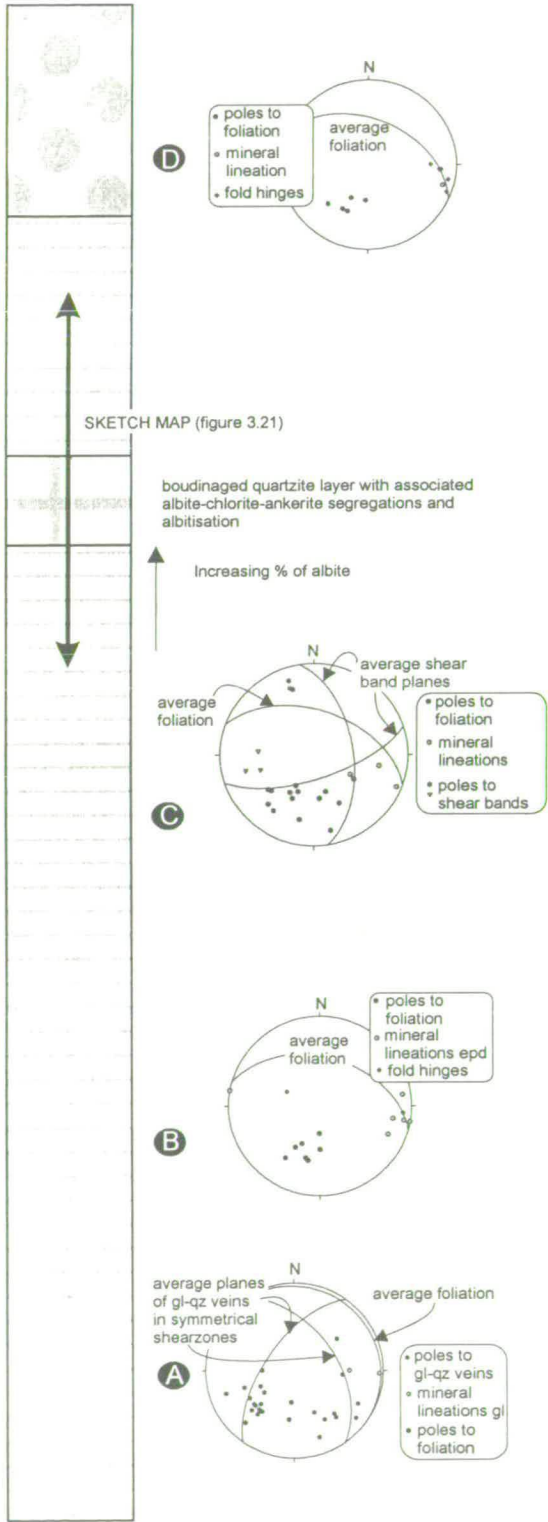 N
poles to
foliation
mineral
lineation
fold hinges
average
foliation
D
SKETCH MAP (figure 3.21)
boudinaged quartzite layer with associated
albite-chlorite-ankerite segregations and
albitisation
Increasing % of albite
N
average shear
band planes
average
foliation
poles to
foliation
mineral
lineations
poles to
shear bands
C
N
poles to
foliation
mineral
lineations epd
fold hinges
average
foliation
B
N
average planes
of gl-qz veins
in symmetrical
shearzones
average foliation
A
poles to
gl-qz veins
mineral
lineations gl
poles to
foliation